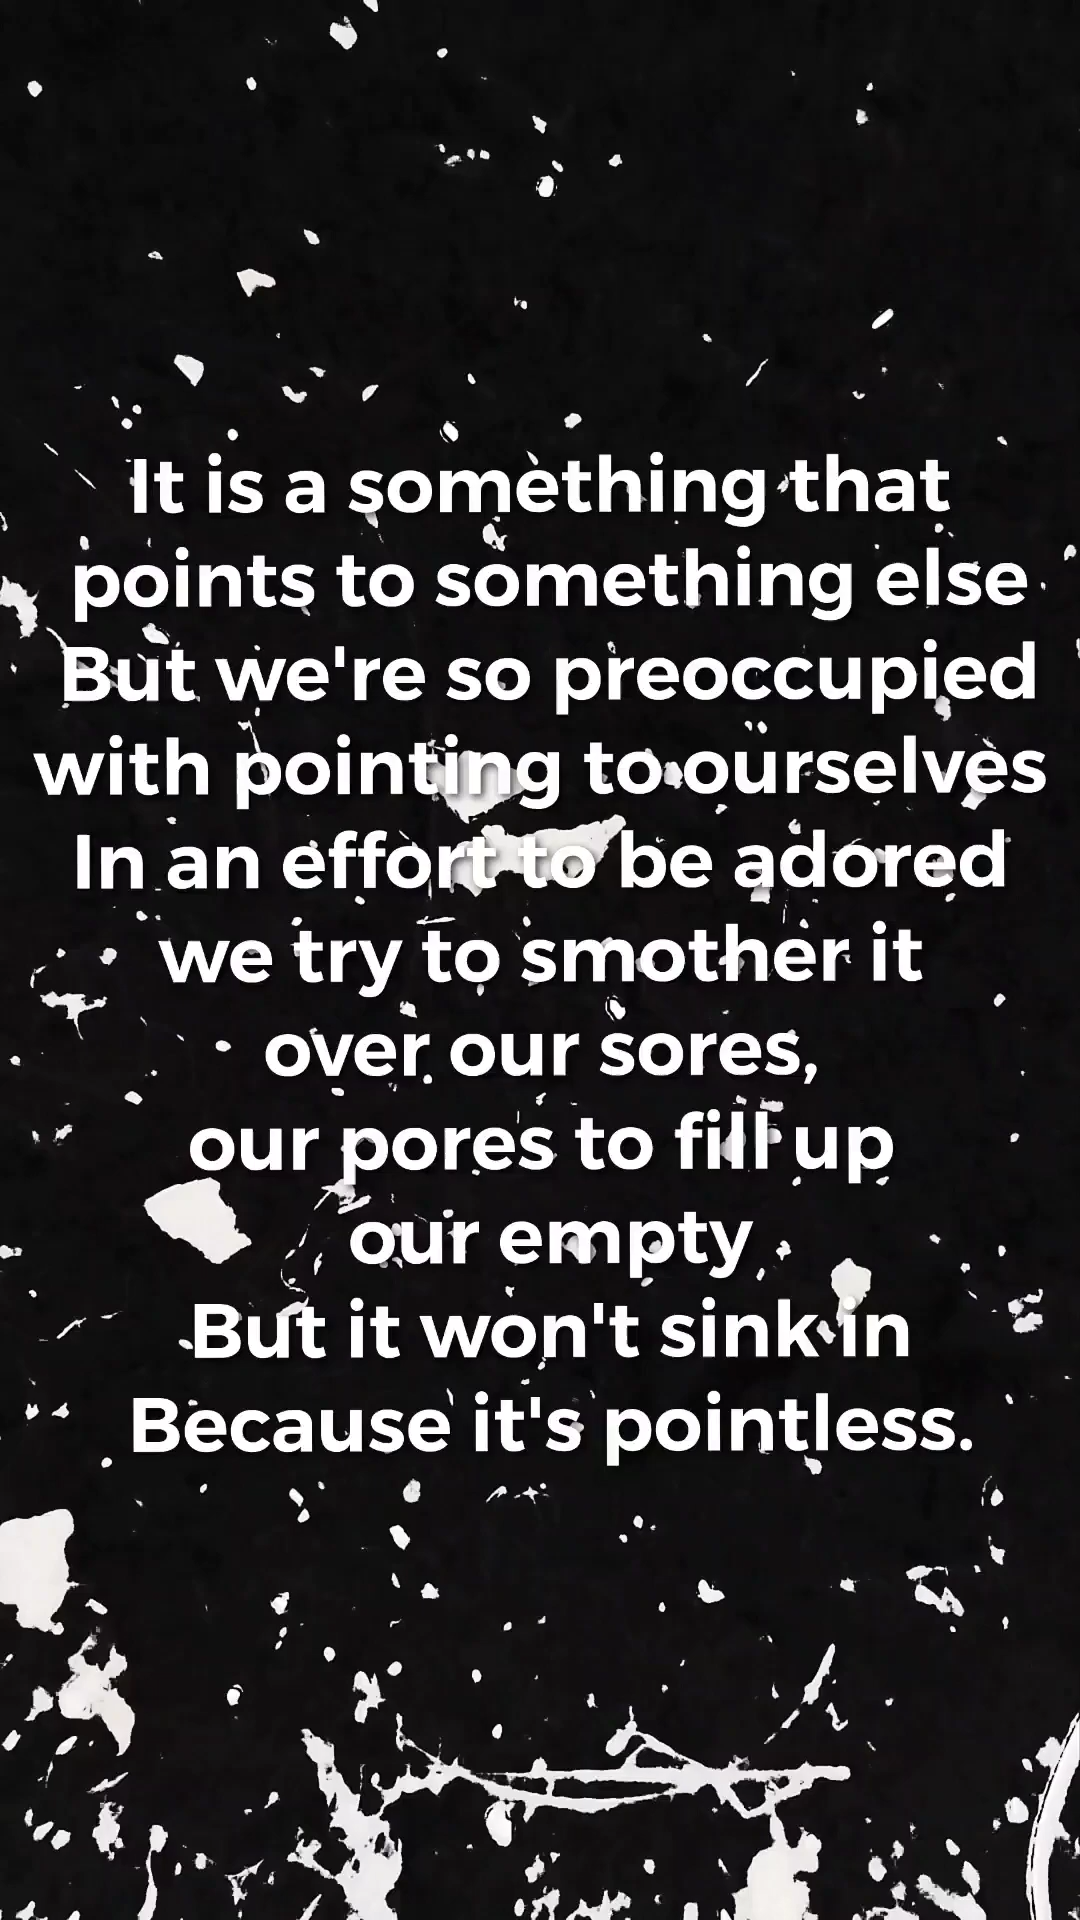 It is a something that
points to something else
But we're so preoccupied
with pointing to ourselves
In an effort to be adored
we try to smother it
over our sores,
our pores to fill up
our empty
But it won't sink in
Because it's pointless.